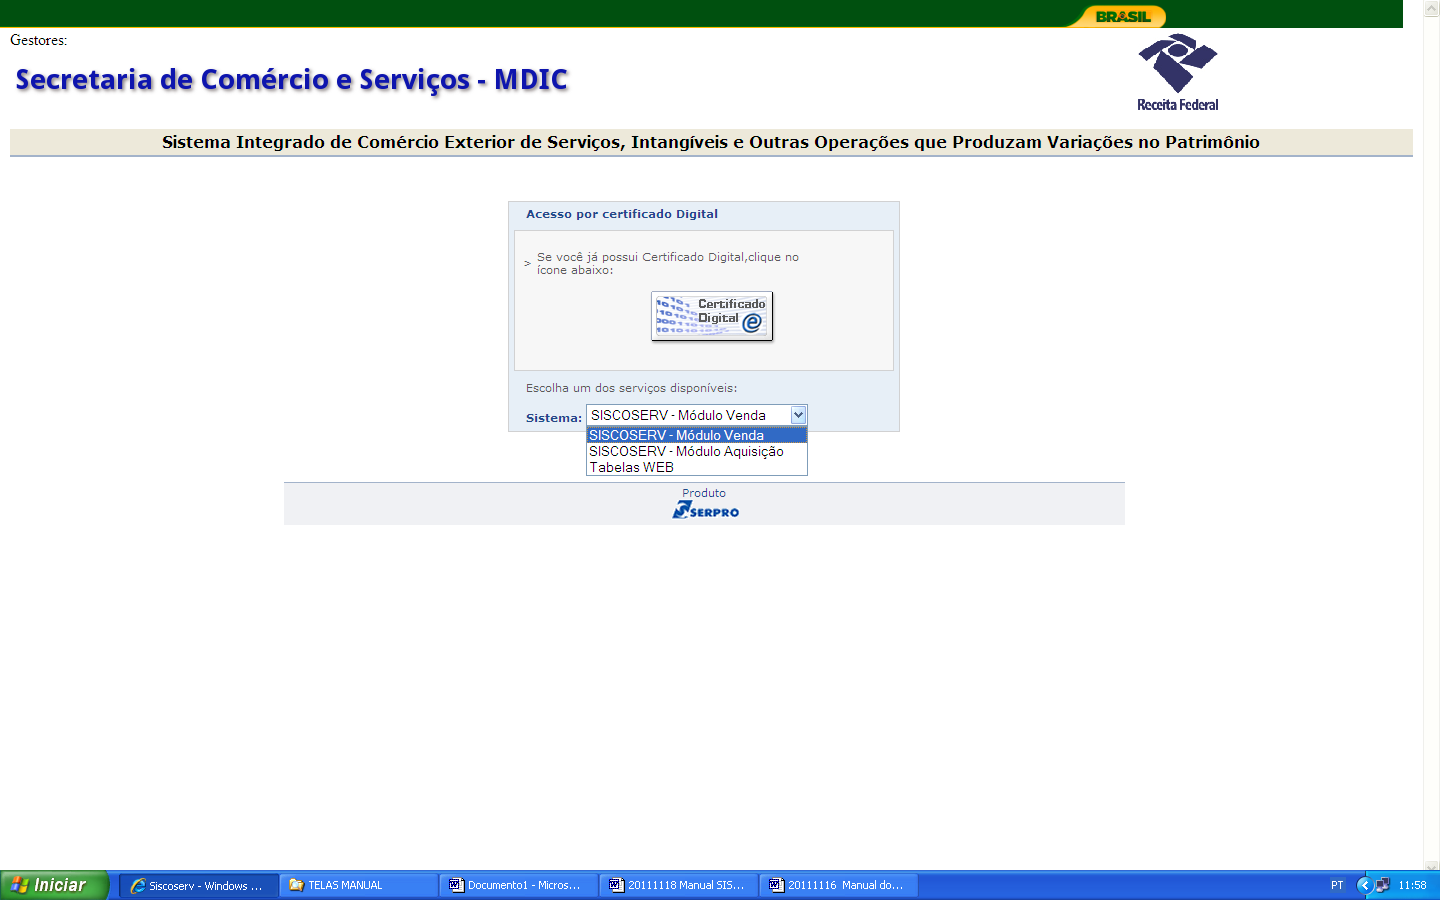 BRASIL
Gestores:
Secretaria de Comércio e Serviços - MDIC
Receita Federal
Sistema Integrado de Comércio Exterior de Serviços, Intangíveis e Outras Operações que Produzam Variações no Patrimônio
Acesso por certificado Digital
> Se você já possui Certificado Digital,clique no
ícone abaixo:
Certificado
Digital
Escolha um dos serviços disponíveis:
Sistema: SISCOSERV - Módulo Venda
SISCOSERV - Módulo Venda
SISCOSERV - Módulo Aquisição
Tabelas WEB
Produto
SERPRO
Iniciar
Siscoserv - Windows ...
TELAS MANUAL
Documento1 - Micros...
20111118 Manual SIS...
20111116 Manual do...
PT
11:58